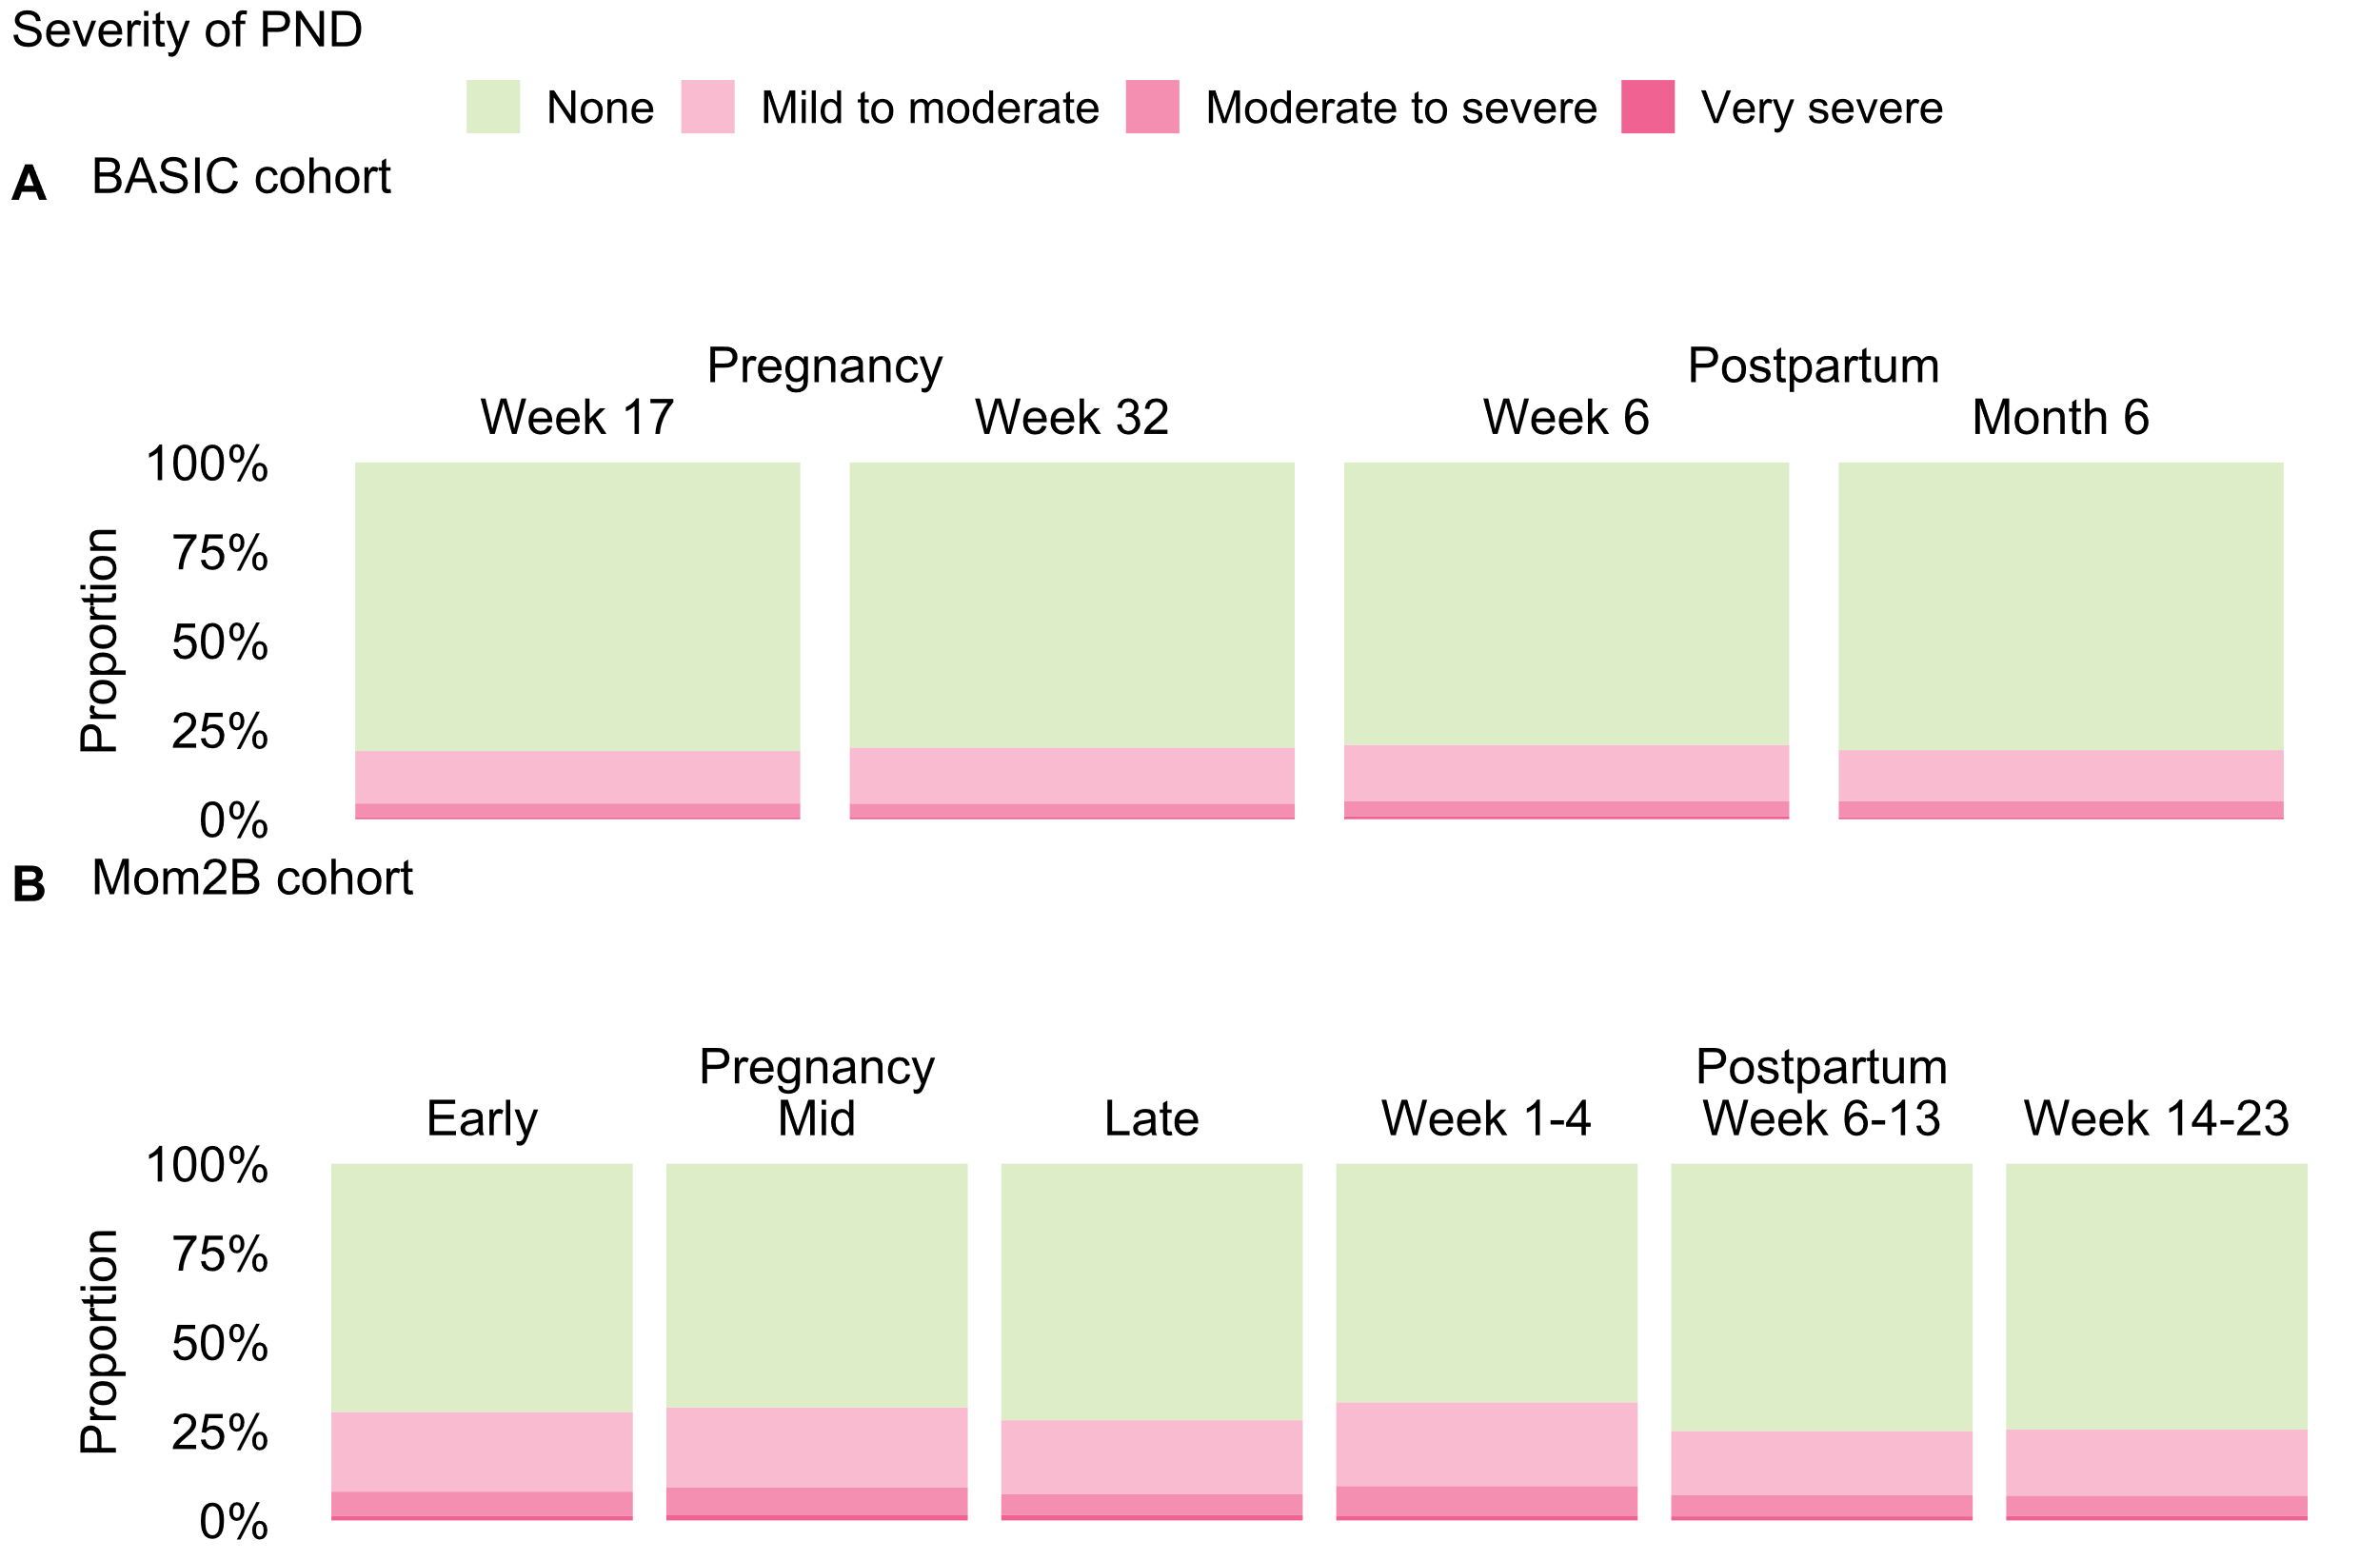 Severity of PND
None Mild to moderate Moderate to severe Very severe
A BASIC cohort
Pregnancy Postpartum
Week 17 Week 32 Week 6 Month 6
100%
75%
50%
25%
0%
Proportion
B Mom2B cohort
Pregnancy Postpartum
Early Mid Late Week 1-4 Week 6-13 Week 14-23
100%
75%
50%
25%
0%
Proportion